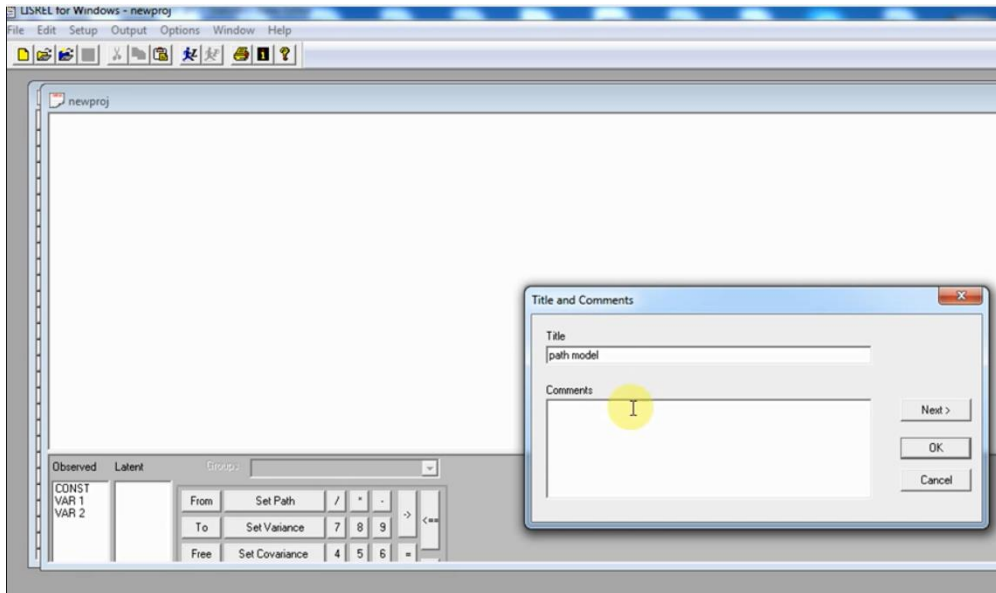 LISREL for Windows - newproj
File Edit Setup Output Options Window Help
newproj
Title and Comments
Title
path model
Comments
Next >
OK
Cancel
Observed Latent Groups
CONST
VAR 1
VAR 2
From Set Path / * - -> <==
To Set Variance 7 8 9
Free Set Covariance 4 5 6 =